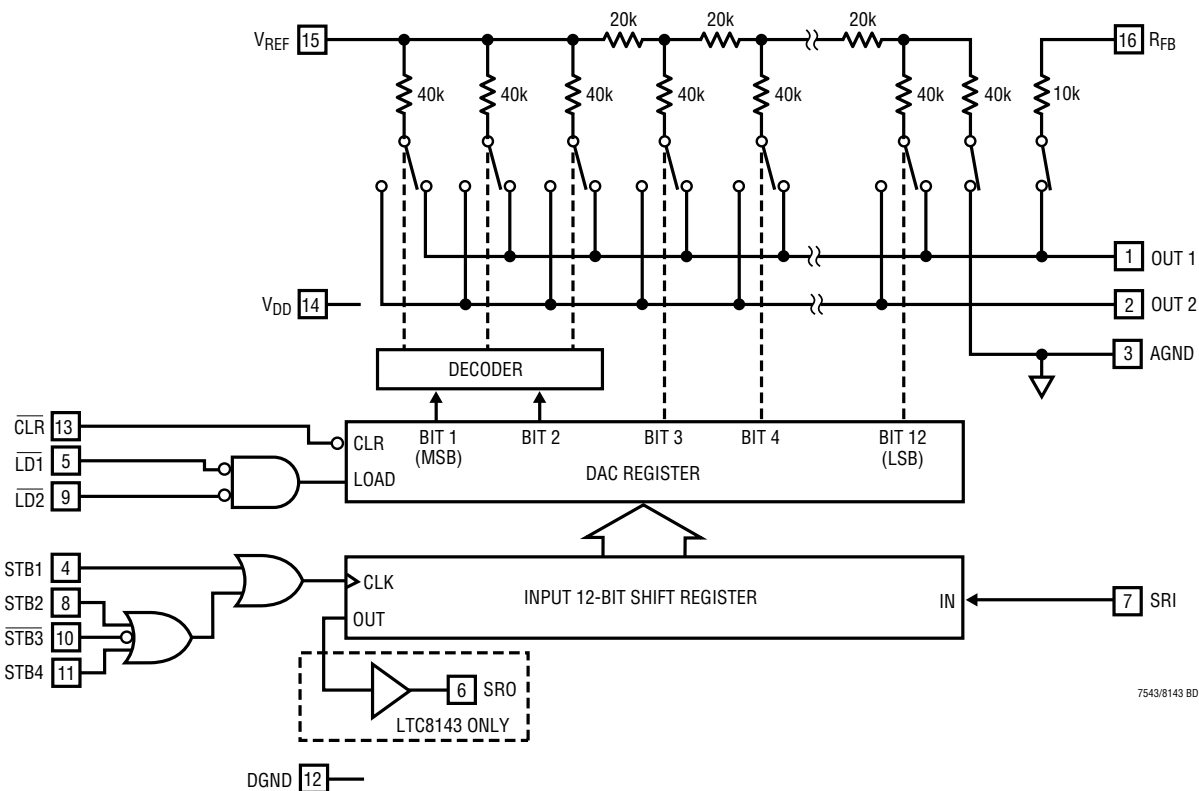 20k 20k 20k
VREF 15
16 RFB
40k 40k 40k 40k 40k 40k 40k 10k
1 OUT 1
VDD 14
2 OUT 2
3 AGND
DECODER
CLR 13
LD1 5
LD2 9
CLR
LOAD
BIT 1 (MSB)
BIT 2
BIT 3
BIT 4
BIT 12 (LSB)
DAC REGISTER
STB1 4
STB2 8
STB3 10
STB4 11
CLK
OUT
INPUT 12-BIT SHIFT REGISTER
IN
7 SRI
6 SRO
LTC8143 ONLY
7543/8143 BD
DGND 12